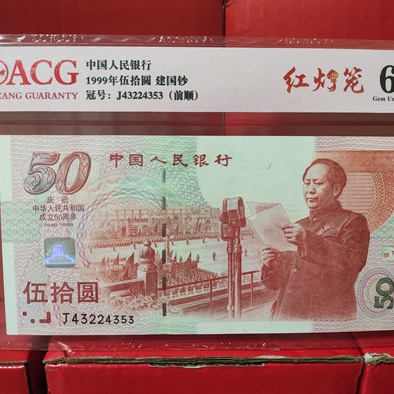 ACG
ANG GUARANTY
中国人民银行
1999年伍拾圆 建国钞
冠号：J43224353（前顺）
红灯笼
6
Gem Un
50
中国人民银行
庆祝
中华人民共和国
成立50周年
1949-1999
伍拾圆
J43224353
50